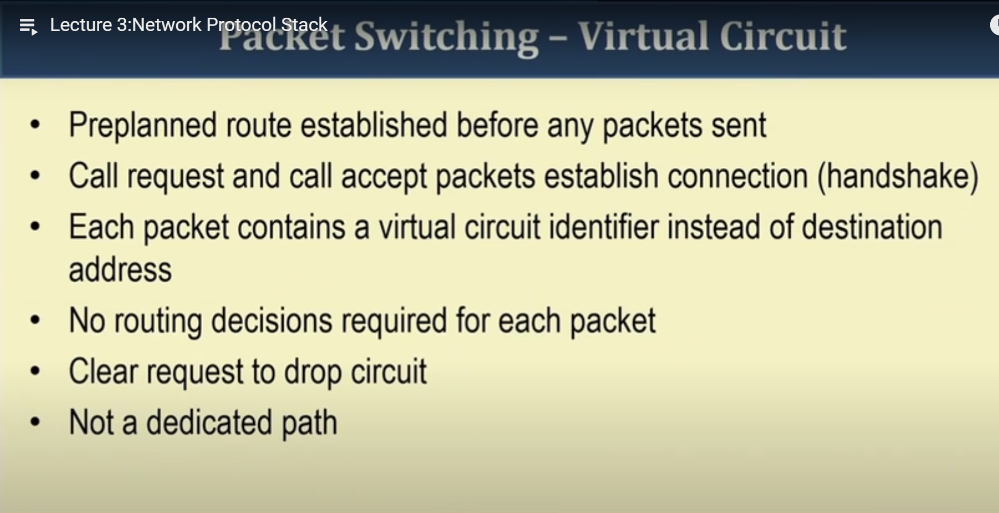 Lecture 3:Network Protocol Stack
Packet Switching – Virtual Circuit
• Preplanned route established before any packets sent
• Call request and call accept packets establish connection (handshake)
• Each packet contains a virtual circuit identifier instead of destination
address
• No routing decisions required for each packet
• Clear request to drop circuit
• Not a dedicated path